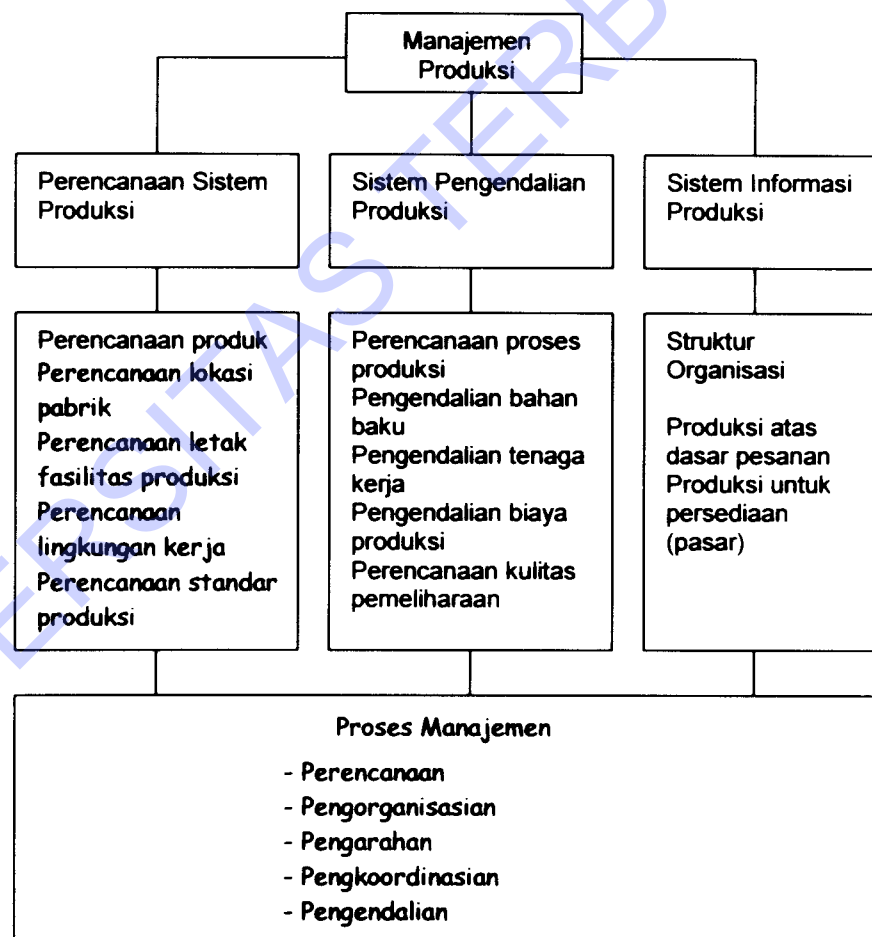 Manajemen
Produksi
Perencanaan Sistem
Produksi
Sistem Pengendalian
Produksi
Sistem Informasi
Produksi
Perencanaan produk
Perencanaan lokasi
pabrik
Perencanaan letak
fasilitas produksi
Perencanaan
lingkungan kerja
Perencanaan standar
produksi
Perencanaan proses
produksi
Pengendalian bahan
baku
Pengendalian tenaga
kerja
Pengendalian biaya
produksi
Perencanaan kulitas
pemeliharaan
Struktur
Organisasi
Produksi atas
dasar pesanan
Produksi untuk
persediaan
(pasar)
Proses Manajemen
- Perencanaan
- Pengorganisasian
- Pengarahan
- Pengkoordinasian
- Pengendalian
ERSITAS TERB